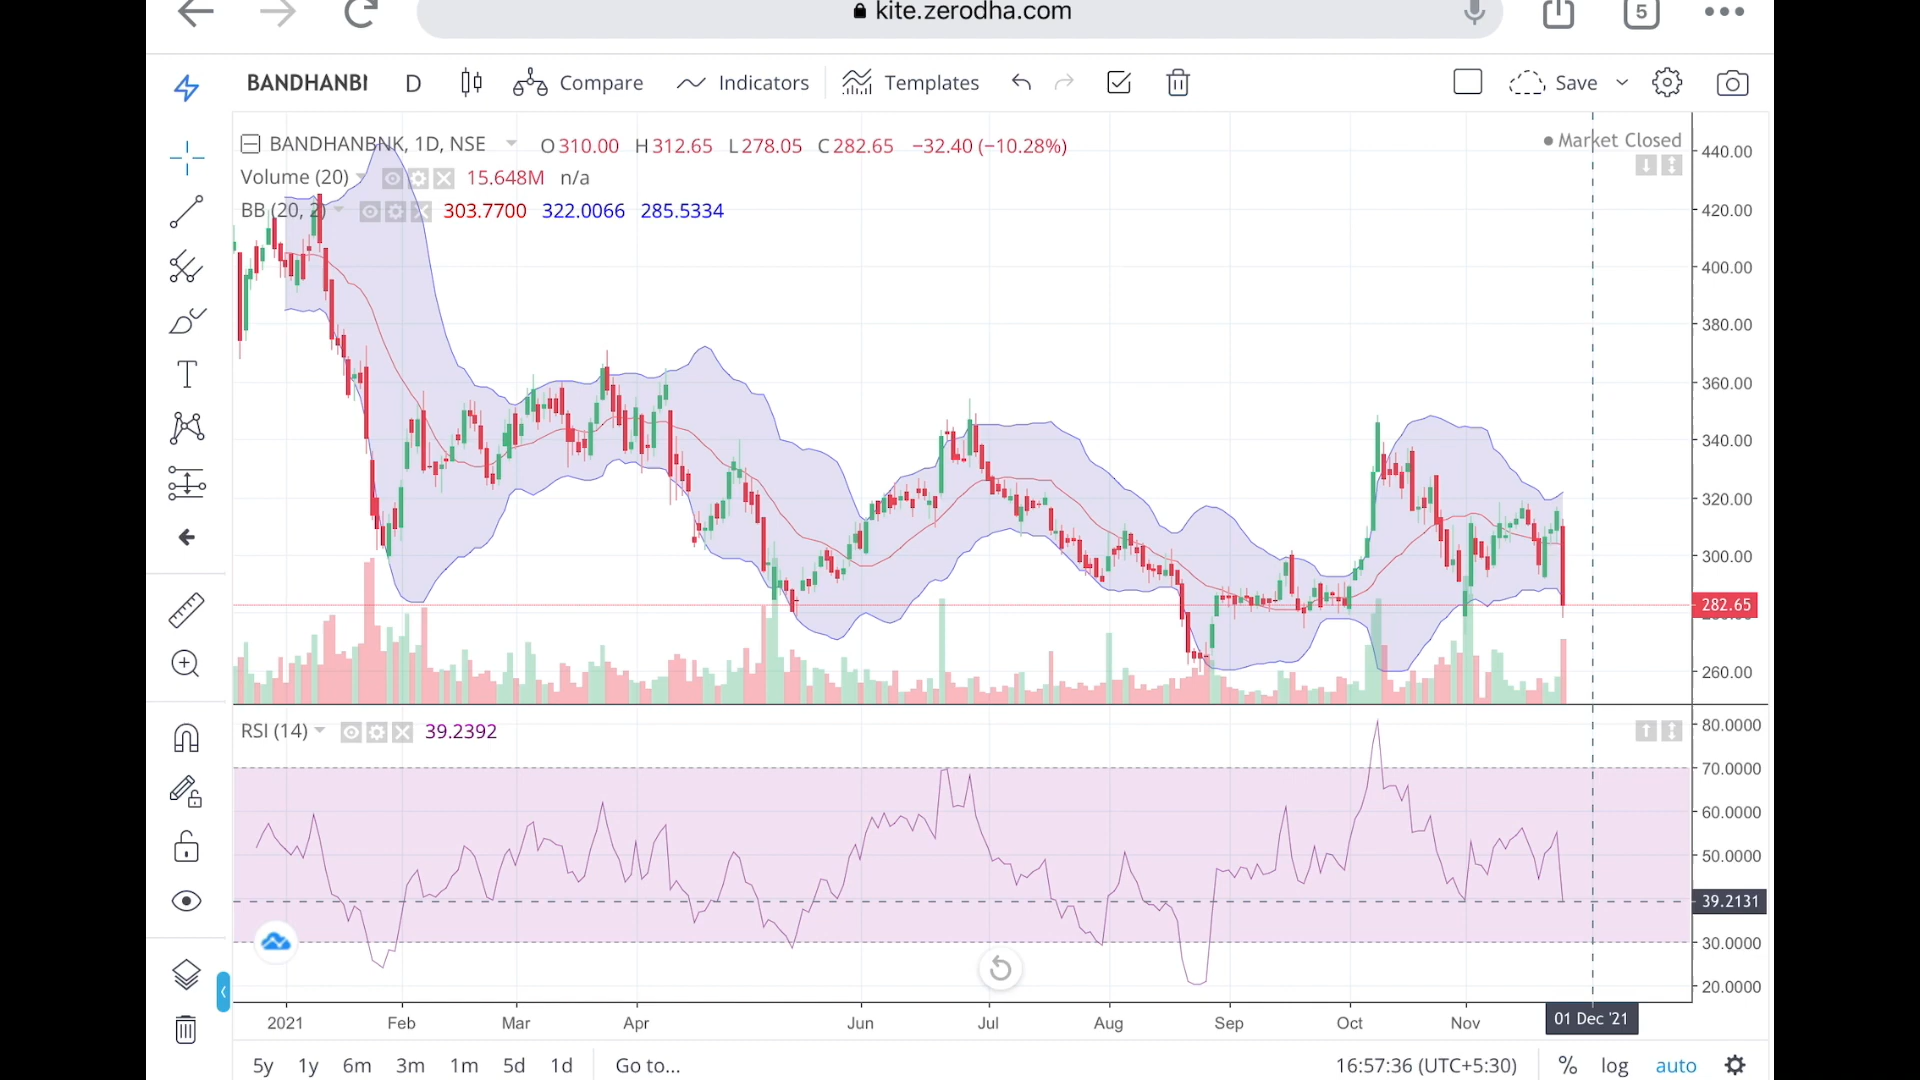 kite.zerodha.com
5
BANDHANBI
D
Compare
Indicators
Templates
Save
BANDHANBNK, 1D, NSE
O310.00 H312.65 L278.05 C282.65 −32.40 (−10.28%)
Market Closed
Volume (20)
15.648M n/a
BB (20, 2)
303.7700 322.0066 285.5334
440.00
420.00
400.00
380.00
360.00
340.00
320.00
300.00
282.65
260.00
RSI (14)
39.2392
80.0000
70.0000
60.0000
50.0000
39.2131
30.0000
20.0000
2021 Feb Mar Apr Jun Jul Aug Sep Oct Nov 01 Dec '21
5y 1y 6m 3m 1m 5d 1d Go to...
16:57:36 (UTC+5:30) % log auto